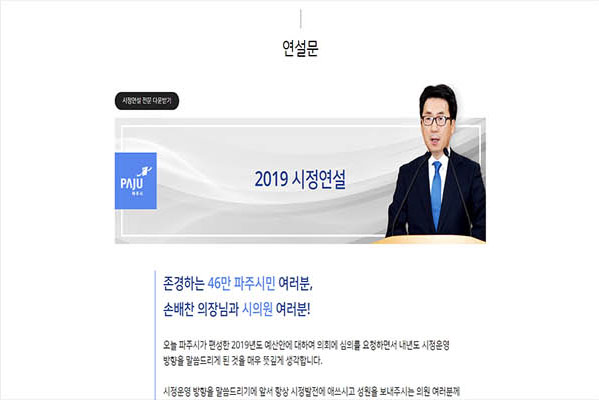 연설문
시정연설 전문 다운받기
PAJU
파주시
2019 시정연설
존경하는 46만 파주시민 여러분,
손배찬 의장님과 시의원 여러분!
오늘 파주시가 편성한 2019년도 예산안에 대하여 의회에 심의를 요청하면서 내년도 시정운영
방향을 말씀드리게 된 것을 매우 뜻깊게 생각합니다.
시정운영 방향을 말씀드리기에 앞서 항상 시정발전에 애쓰시고 성원을 보내주시는 의원 여러분께